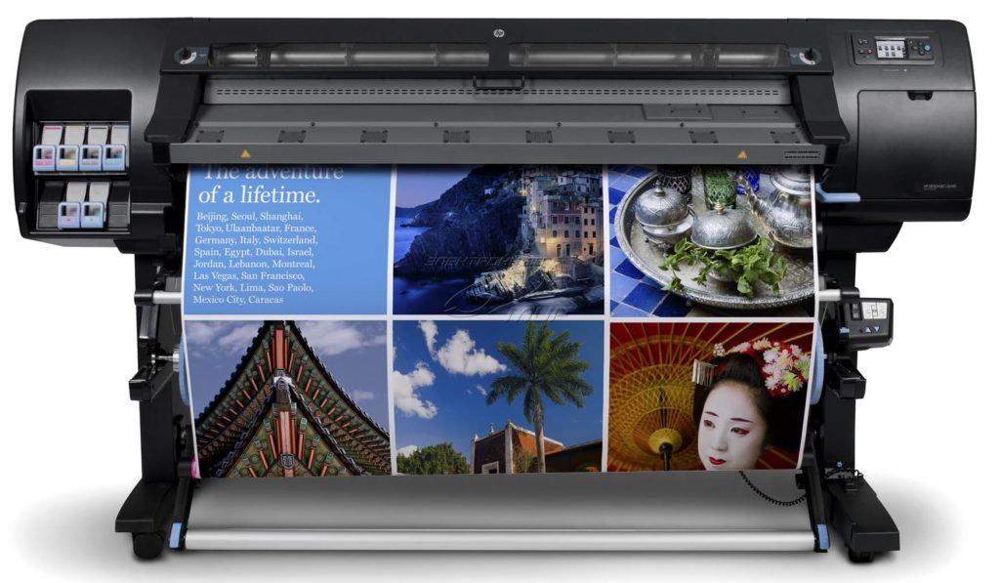 hp
The adventure
of a lifetime.
Beijing, Seoul, Shanghai,
Tokyo, Ulaanbaatar, France,
Germany, Italy, Switzerland,
Spain, Egypt, Dubai, Israel,
Jordan, Lebanon, Montreal,
Las Vegas, San Francisco,
New York, Lima, Sao Paolo,
Mexico City, Caracas